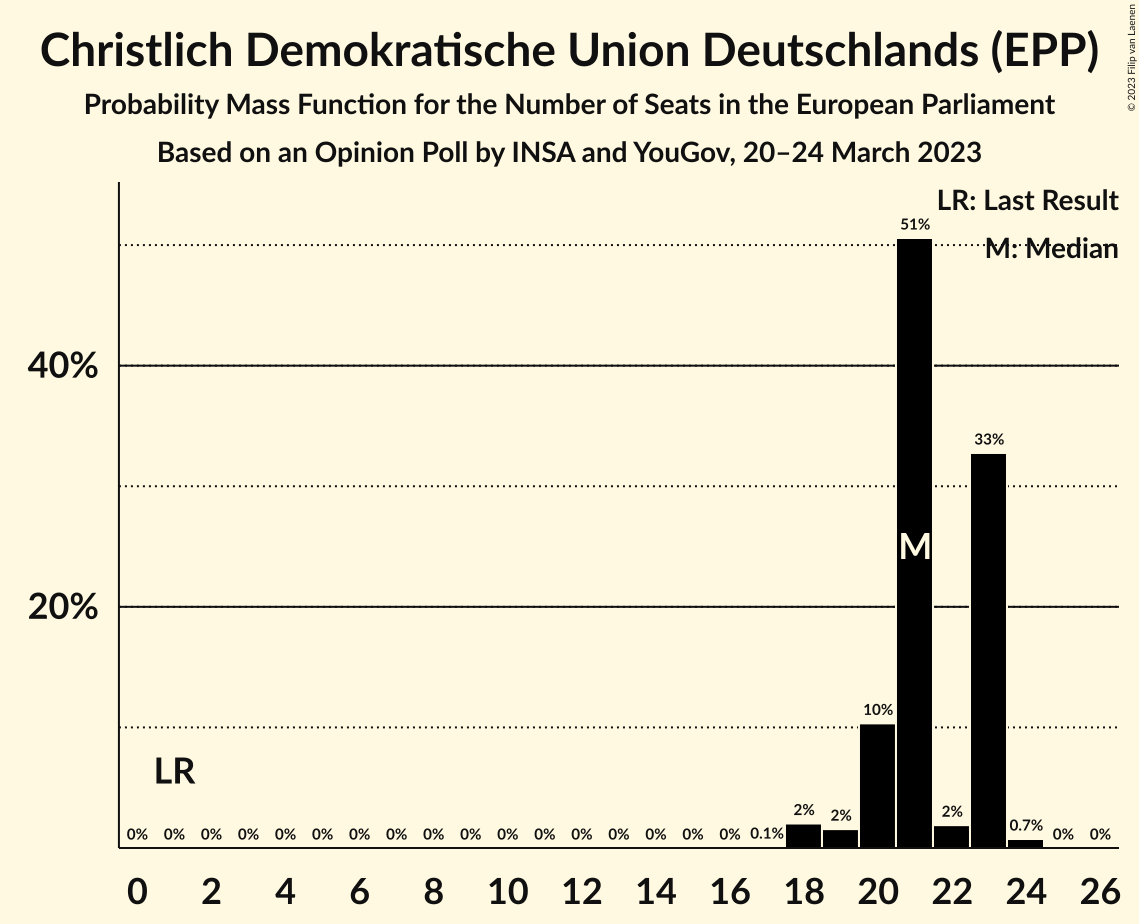 Christlich Demokratische Union Deutschlands (EPP)
Probability Mass Function for the Number of Seats in the European Parliament
Based on an Opinion Poll by INSA and YouGov, 20–24 March 2023
© 2023 Filip van Laenen
LR: Last Result
M: Median
51%
40%
33%
M
20%
10%
LR
0% 0% 0% 0% 0% 0% 0% 0% 0% 0% 0% 0% 0% 0% 0% 0% 0% 0.1% 2% 2% 2% 0.7% 0% 0%
0 2 4 6 8 10 12 14 16 18 20 22 24 26